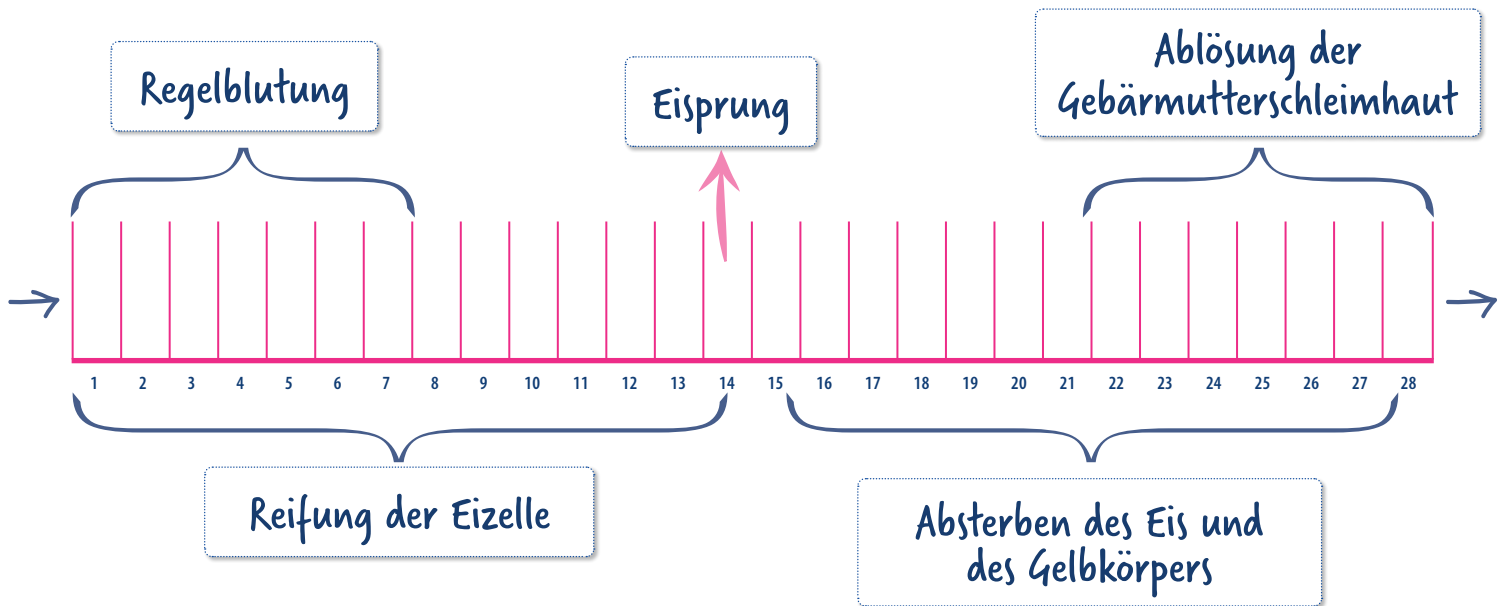 Regelblutung
Eisprung
Ablösung der
Gebärmutterschleimhaut
1 2 3 4 5 6 7 8 9 10 11 12 13 14 15 16 17 18 19 20 21 22 23 24 25 26 27 28
Reifung der Eizelle
Absterben des Eis und
des Gelbkörpers